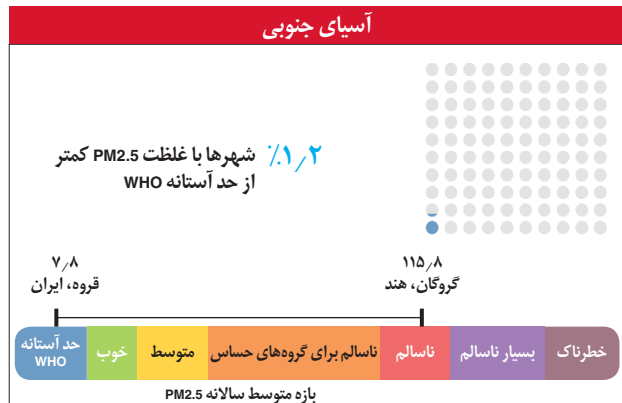 آسیای جنوبی
٪۱٫۲ شهرها با غلظت PM2.5 کمتر
از حد آستانه WHO
۱۱۵٫۸
گروگان، هند
۷٫۸
قروه، ایران
خطرناک
بسیار ناسالم
ناسالم
ناسالم برای گروه‌های حساس
متوسط
خوب
حد آستانه
WHO
بازه متوسط سالانه PM2.5